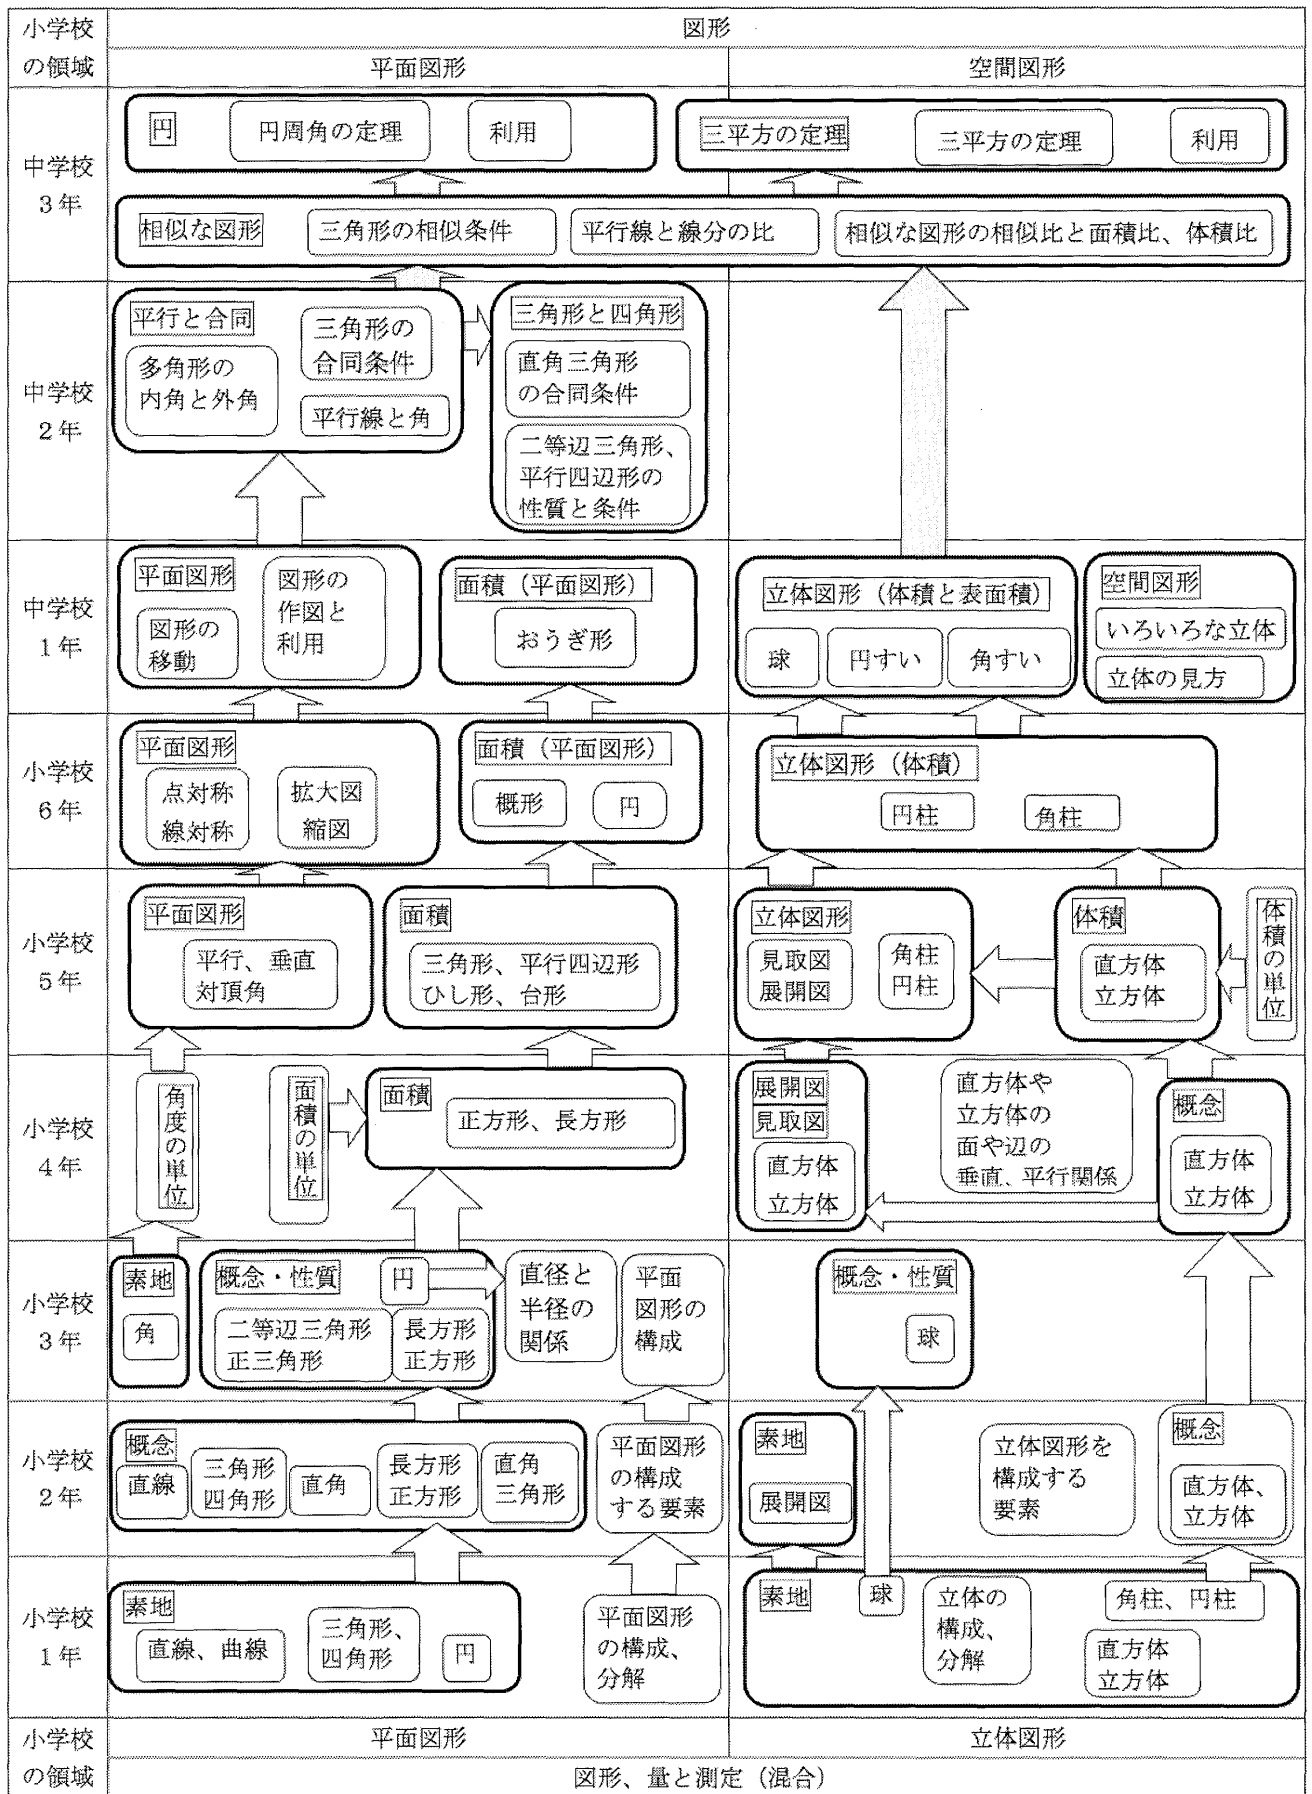 小学校
の領域
図形
平面図形
空間図形
中学校
3年
円
円周角の定理
利用
三平方の定理
三平方の定理
利用
相似な図形
三角形の相似条件
平行線と線分の比
相似な図形の相似比と面積比、体積比
中学校
2年
平行と合同
三角形の
合同条件
多角形の
内角と外角
平行線と角
三角形と四角形
直角三角形
の合同条件
二等辺三角形、
平行四辺形の
性質と条件
中学校
1年
平面図形
図形の
移動
図形の
作図と
利用
面積(平面図形)
おうぎ形
立体図形(体積と表面積)
球
円すい
角すい
空間図形
いろいろな立体
立体の見方
小学校
6年
平面図形
点対称
線対称
拡大図
縮図
面積(平面図形)
概形
円
立体図形(体積)
円柱
角柱
小学校
5年
平面図形
平行、垂直
対頂角
面積
三角形、平行四辺形
ひし形、台形
立体図形
見取図
展開図
角柱
円柱
体積
直方体
立方体
体積の単位
小学校
4年
角度の単位
面積の単位
面積
正方形、長方形
展開図
見取図
直方体
立方体
直方体や
立方体の
面や辺の
垂直、平行関係
概念
直方体
立方体
小学校
3年
素地
角
概念・性質
円
二等辺三角形
正三角形
長方形
正方形
直径と
半径の
関係
平面
図形の
構成
概念・性質
球
小学校
2年
概念
直線
三角形
四角形
直角
長方形
正方形
直角
三角形
平面図形
の構成
する要素
素地
展開図
立体図形を
構成する
要素
概念
直方体、
立方体
小学校
1年
素地
直線、曲線
三角形、
四角形
円
平面図形
の構成、
分解
素地
球
立体の
構成、
分解
角柱、円柱
直方体
立方体
小学校
の領域
平面図形
立体図形
図形、量と測定(混合)